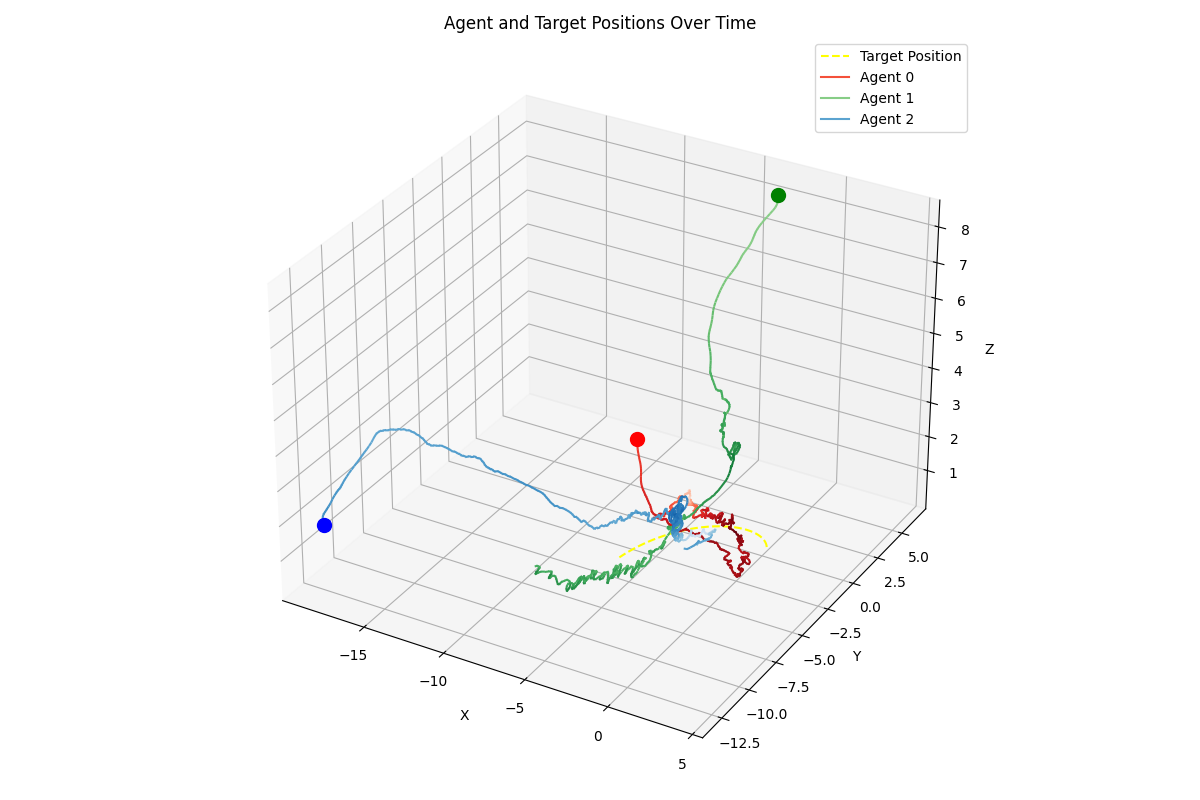 Agent and Target Positions Over Time
Target Position
Agent 0
Agent 1
Agent 2
8
7
6
5
4
3
2
1
Z
5.0
2.5
0.0
−2.5
−5.0
−7.5
−10.0
−12.5
Y
−15
−10
−5
0
5
X